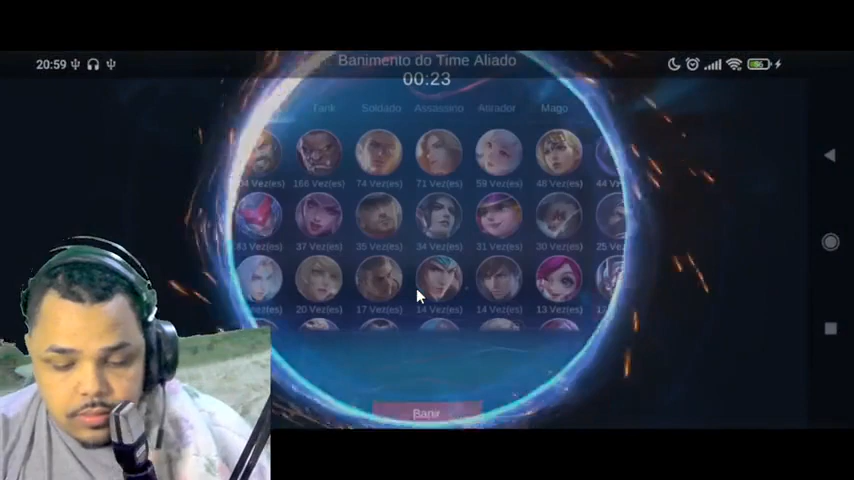 20:59
Banimento do Time Aliado
00:23
Tank Soldado Assassino Atirador Mago
166 Vez(es) 74 Vez(es) 71 Vez(es) 59 Vez(es) 48 Vez(es) 44 V
37 Vez(es) 35 Vez(es) 34 Vez(es) 31 Vez(es) 30 Vez(es) 25 Vez
20 Vez(es) 17 Vez(es) 14 Vez(es) 14 Vez(es) 13 Vez(es)
Banir